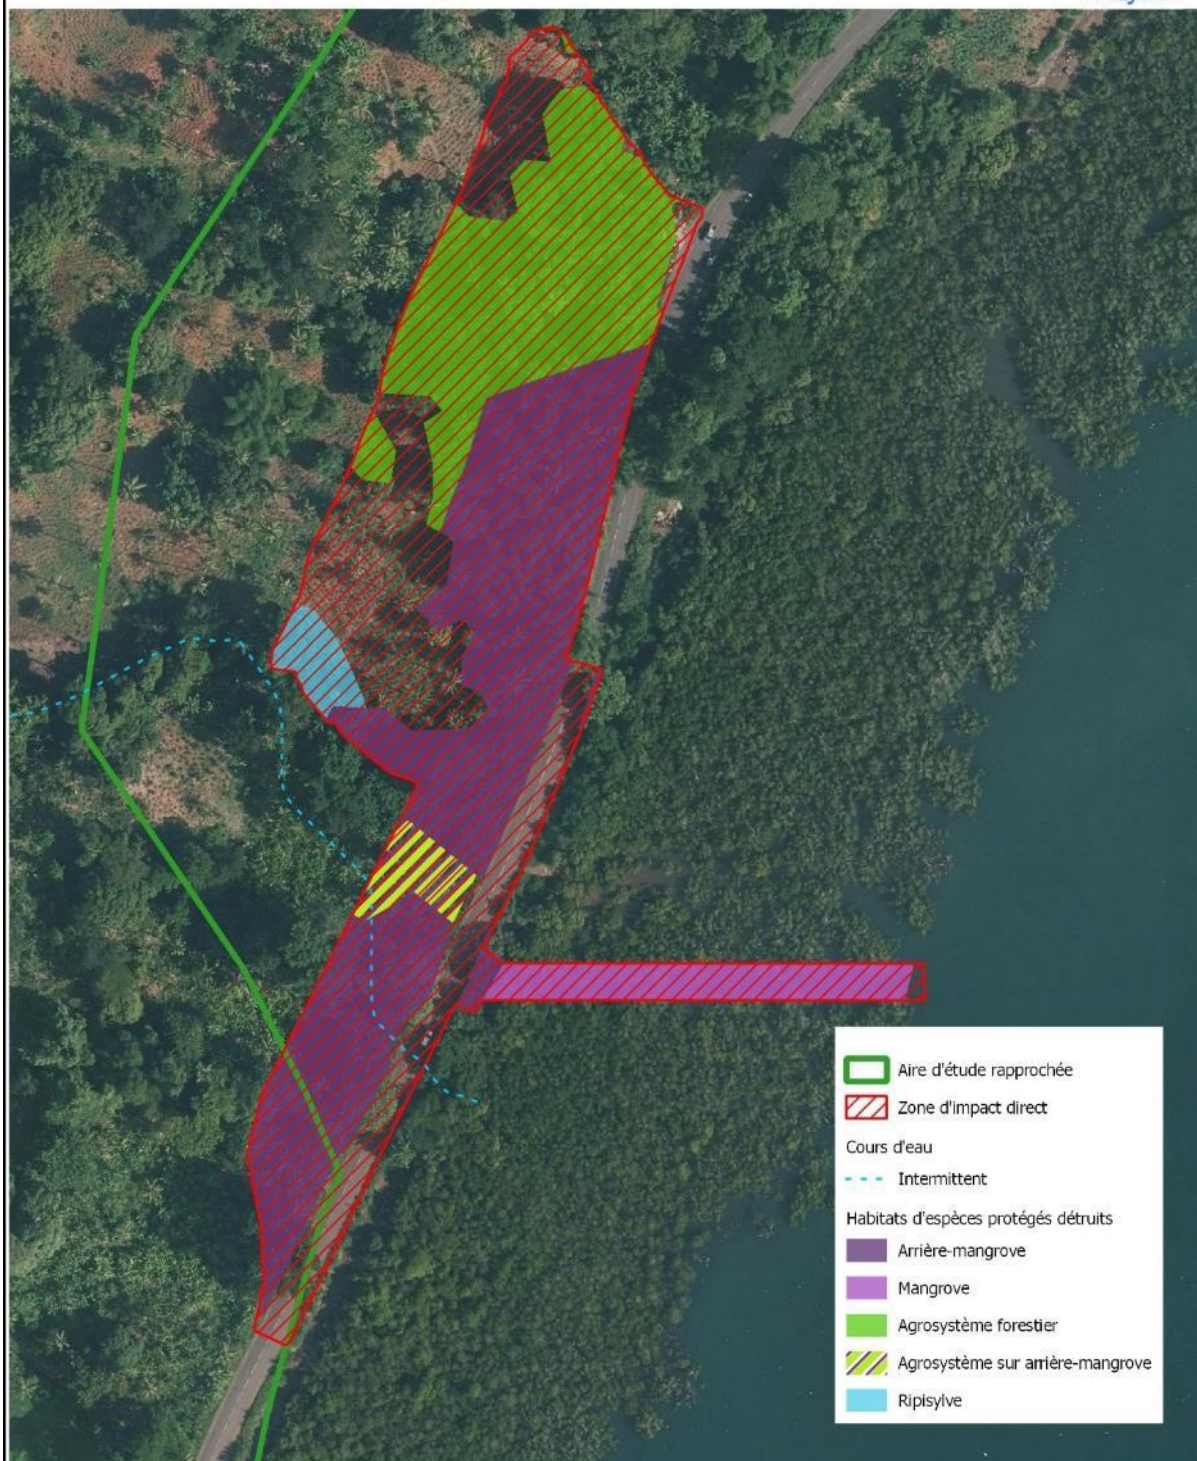 Aire d'étude rapprochée
Zone d'impact direct
Cours d'eau
Intermittent
Habitats d'espèces protégés détruits
Arrière-mangrove
Mangrove
Agrosystème forestier
Agrosystème sur arrière-mangrove
Ripisylve